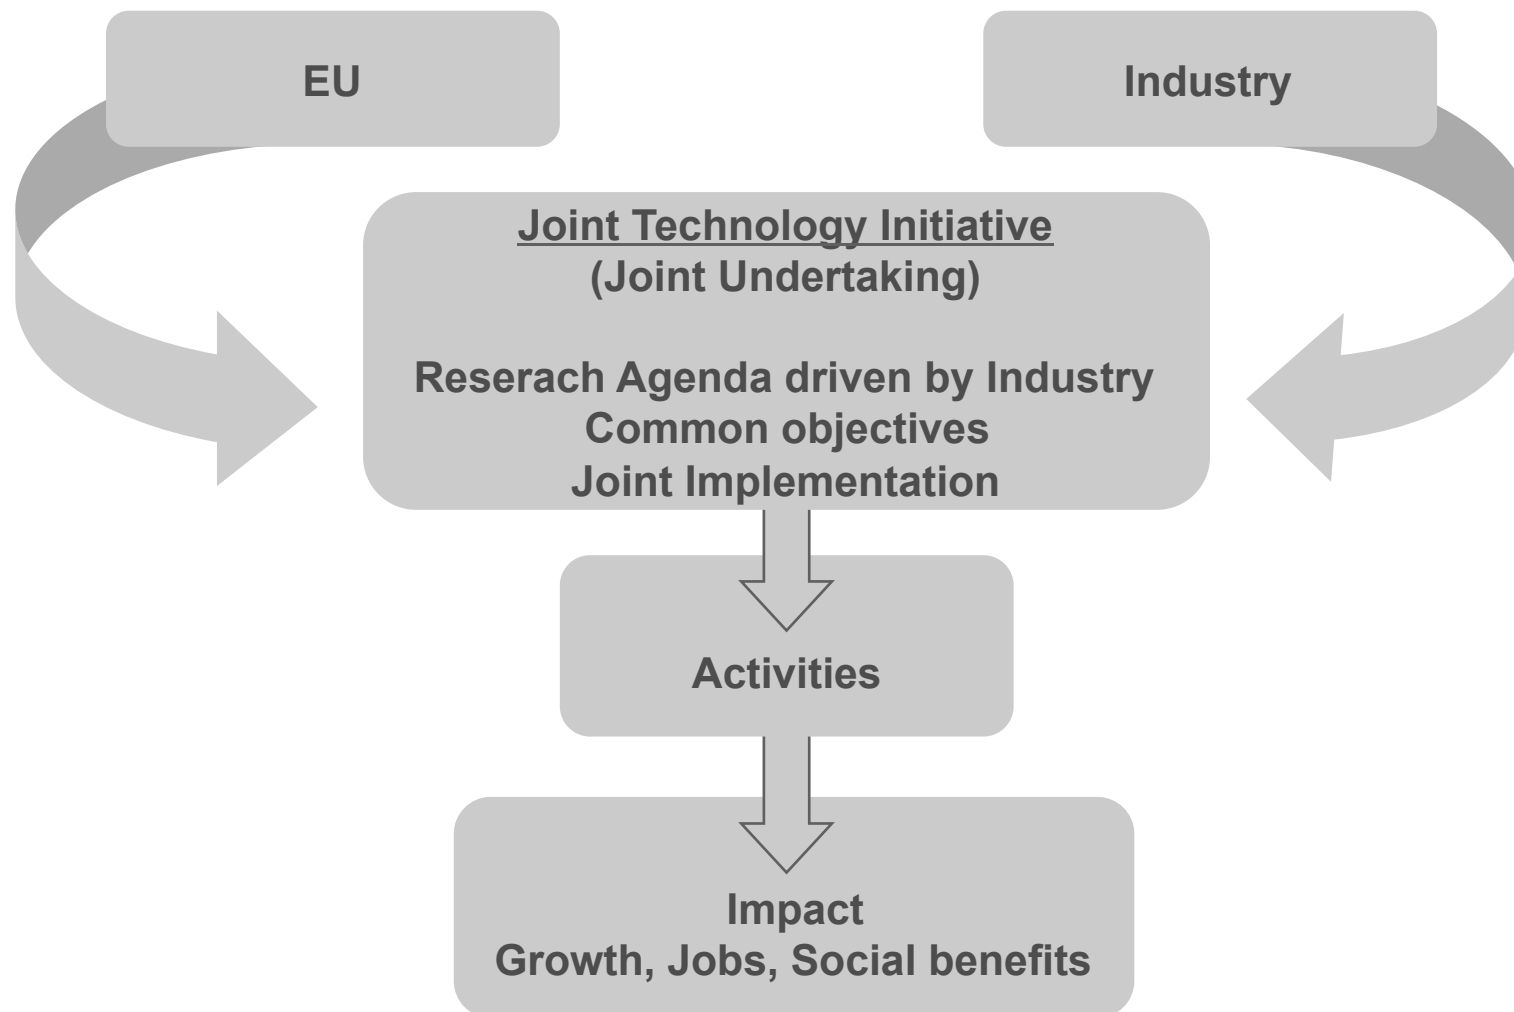 EU
Industry
Joint Technology Initiative
(Joint Undertaking)
Reserach Agenda driven by Industry
Common objectives
Joint Implementation
Activities
Impact
Growth, Jobs, Social benefits